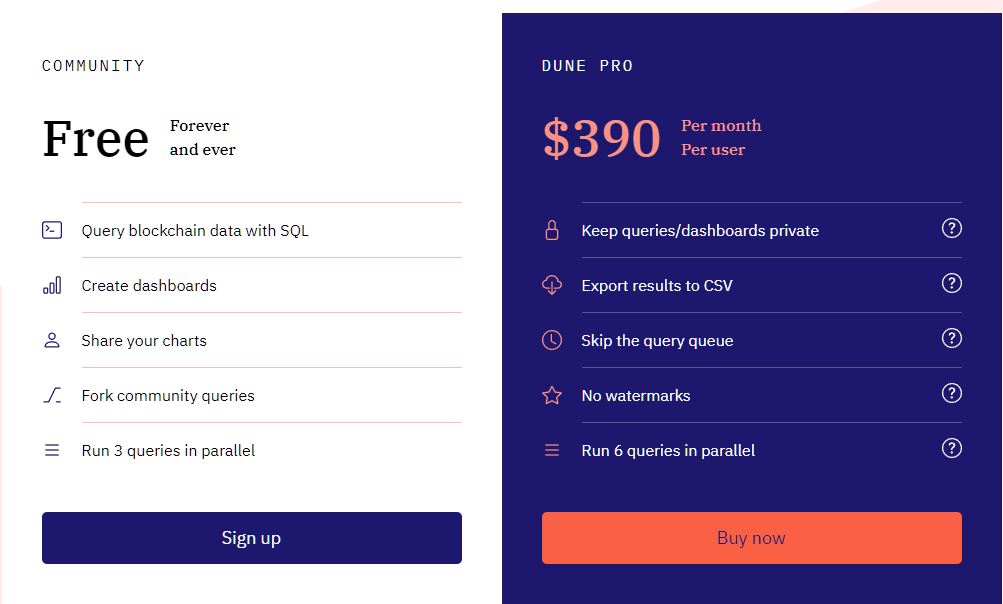 COMMUNITY
Free
Forever
and ever
Query blockchain data with SQL
Create dashboards
Share your charts
Fork community queries
Run 3 queries in parallel
Sign up
DUNE PRO
$390
Per month
Per user
Keep queries/dashboards private
?
Export results to CSV
?
Skip the query queue
?
No watermarks
?
Run 6 queries in parallel
?
Buy now